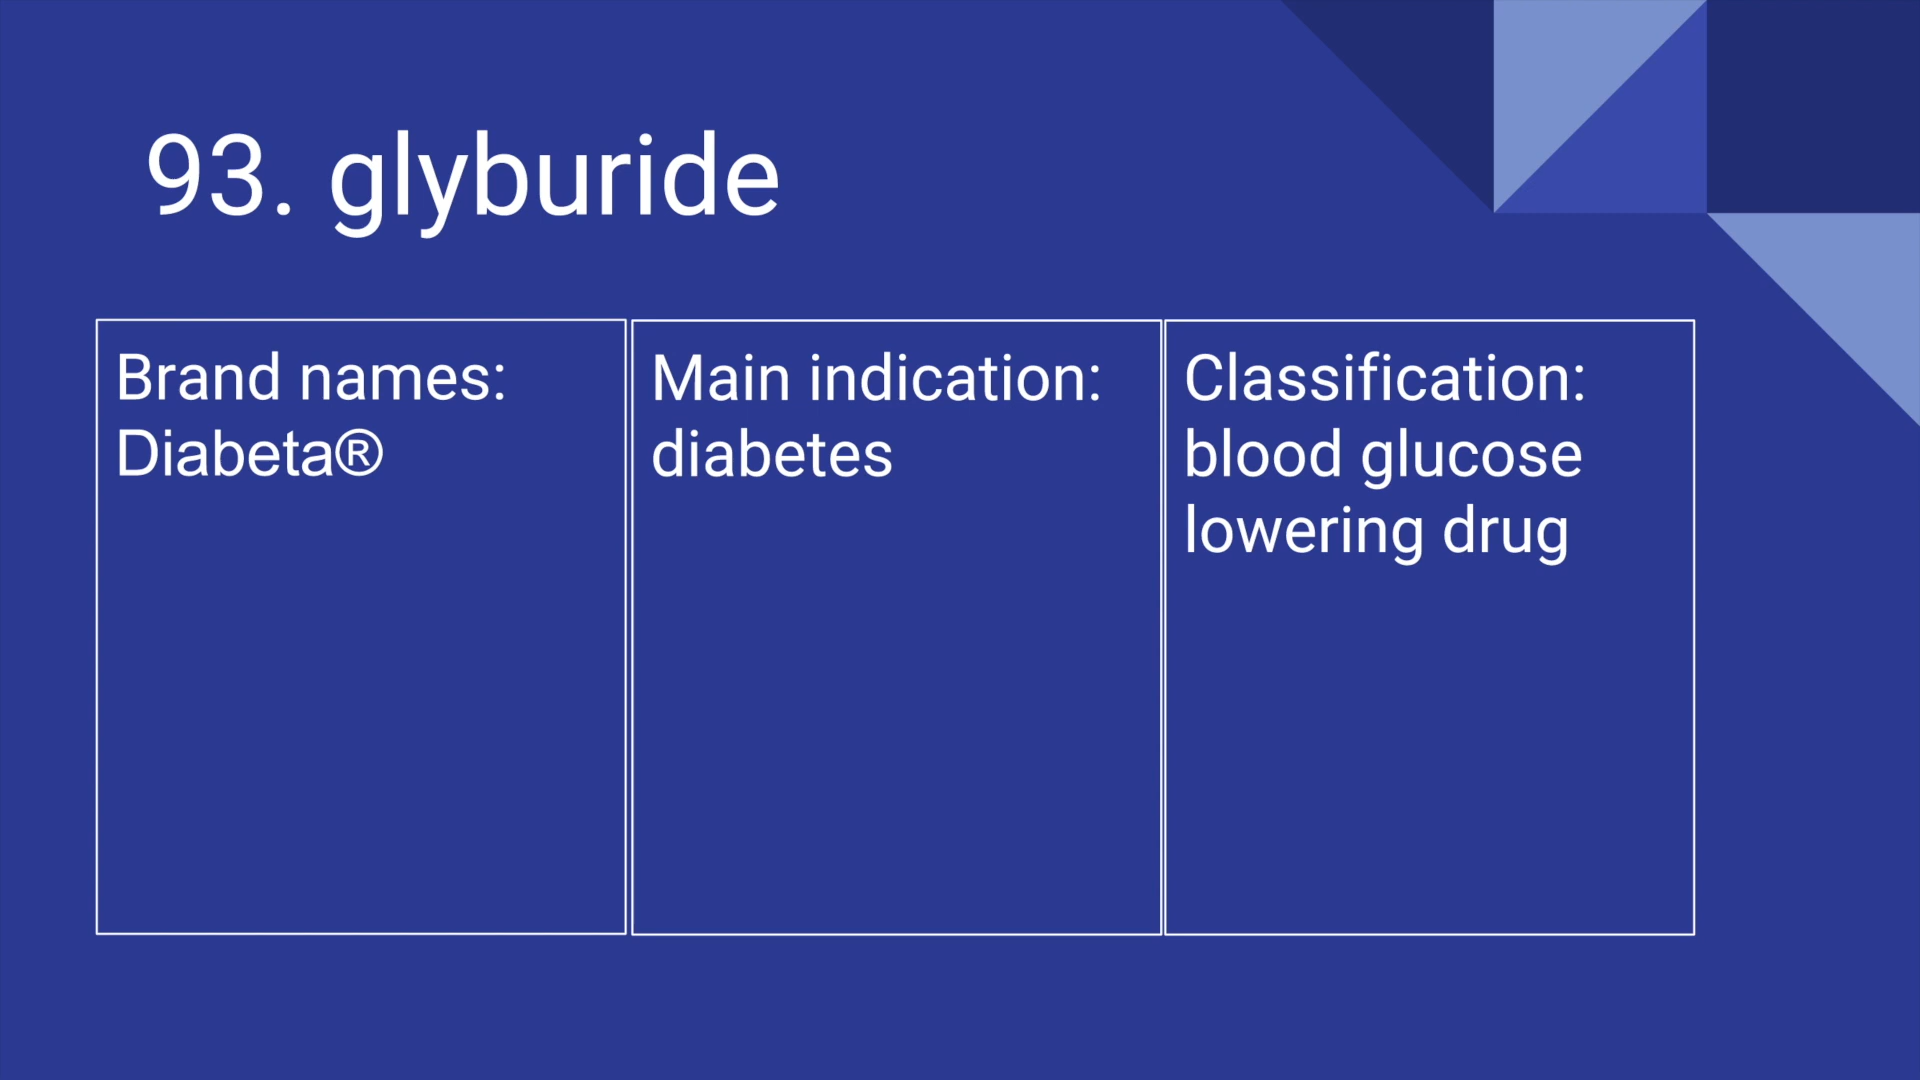 93. glyburide
Brand names:
Diabeta®
Main indication:
diabetes
Classification:
blood glucose
lowering drug